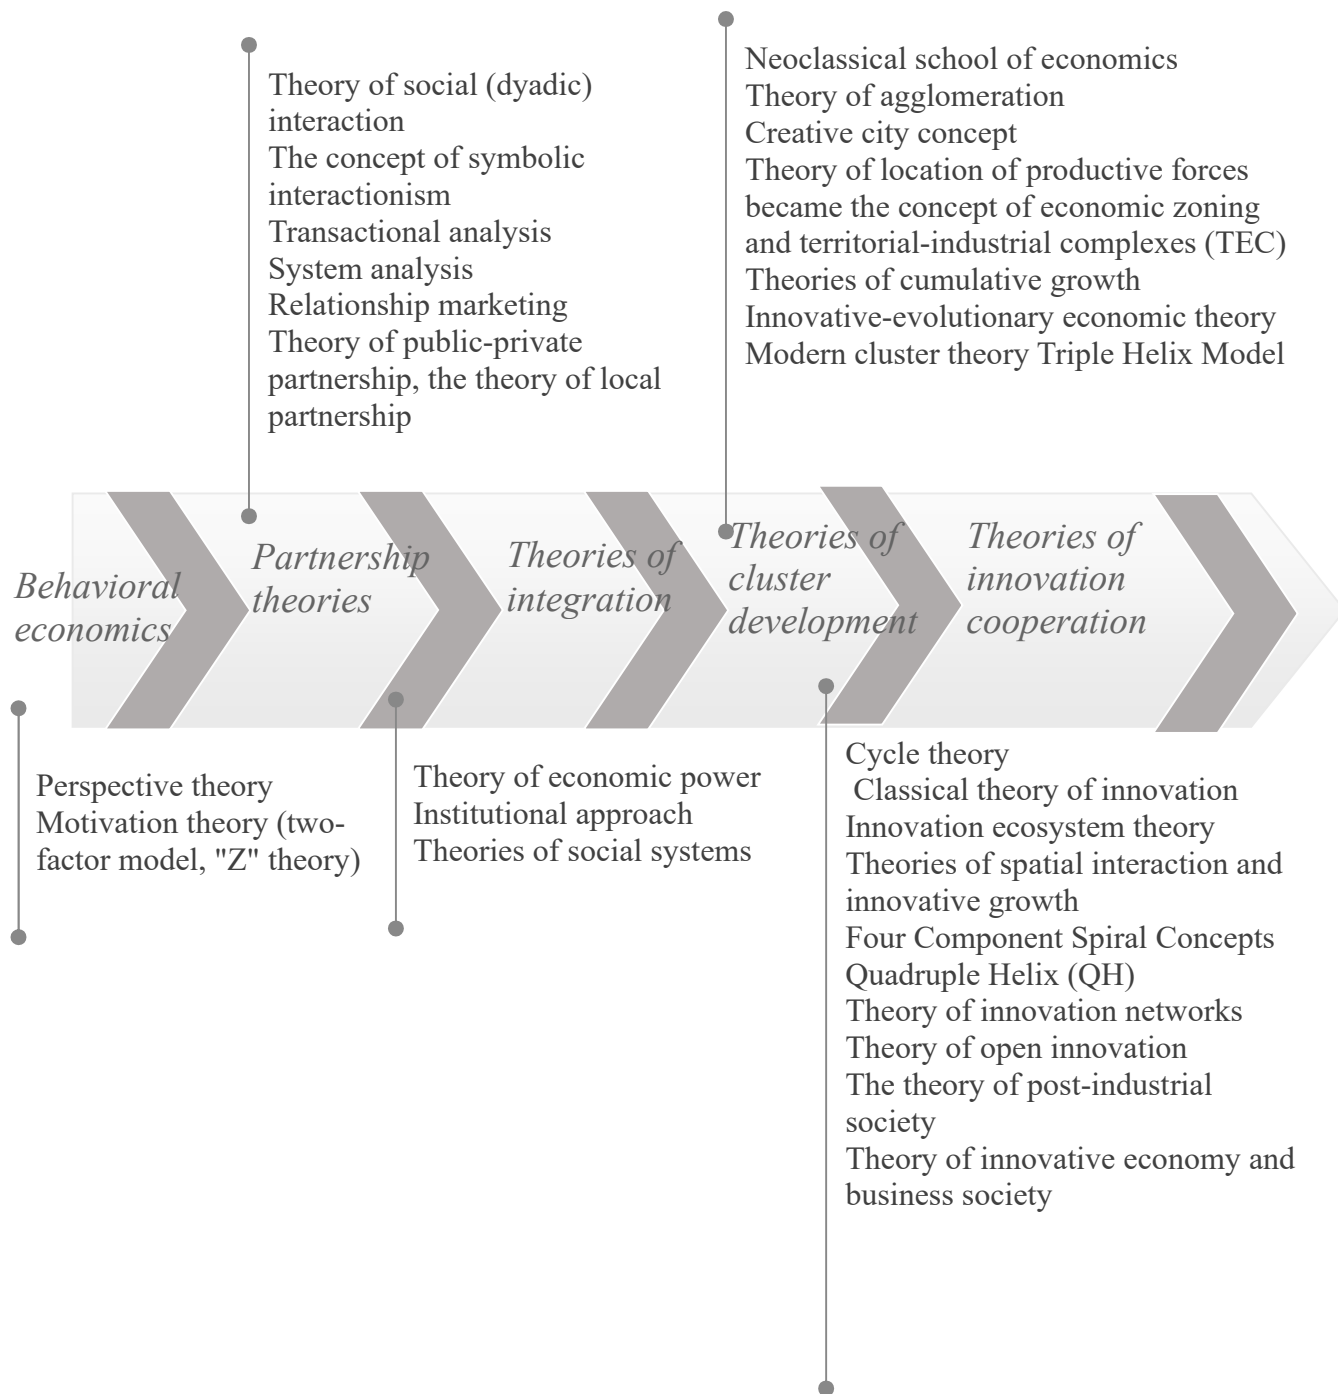 Theory of social (dyadic)
interaction
The concept of symbolic
interactionism
Transactional analysis
System analysis
Relationship marketing
Theory of public-private
partnership, the theory of local
partnership
Neoclassical school of economics
Theory of agglomeration
Creative city concept
Theory of location of productive forces
became the concept of economic zoning
and territorial-industrial complexes (TEC)
Theories of cumulative growth
Innovative-evolutionary economic theory
Modern cluster theory Triple Helix Model
Behavioral
economics
Partnership
theories
Theories of
integration
Theories of
cluster
development
Theories of
innovation
cooperation
Perspective theory
Motivation theory (two-
factor model, "Z" theory)
Theory of economic power
Institutional approach
Theories of social systems
Cycle theory
Classical theory of innovation
Innovation ecosystem theory
Theories of spatial interaction and
innovative growth
Four Component Spiral Concepts
Quadruple Helix (QH)
Theory of innovation networks
Theory of open innovation
The theory of post-industrial
society
Theory of innovative economy and
business society